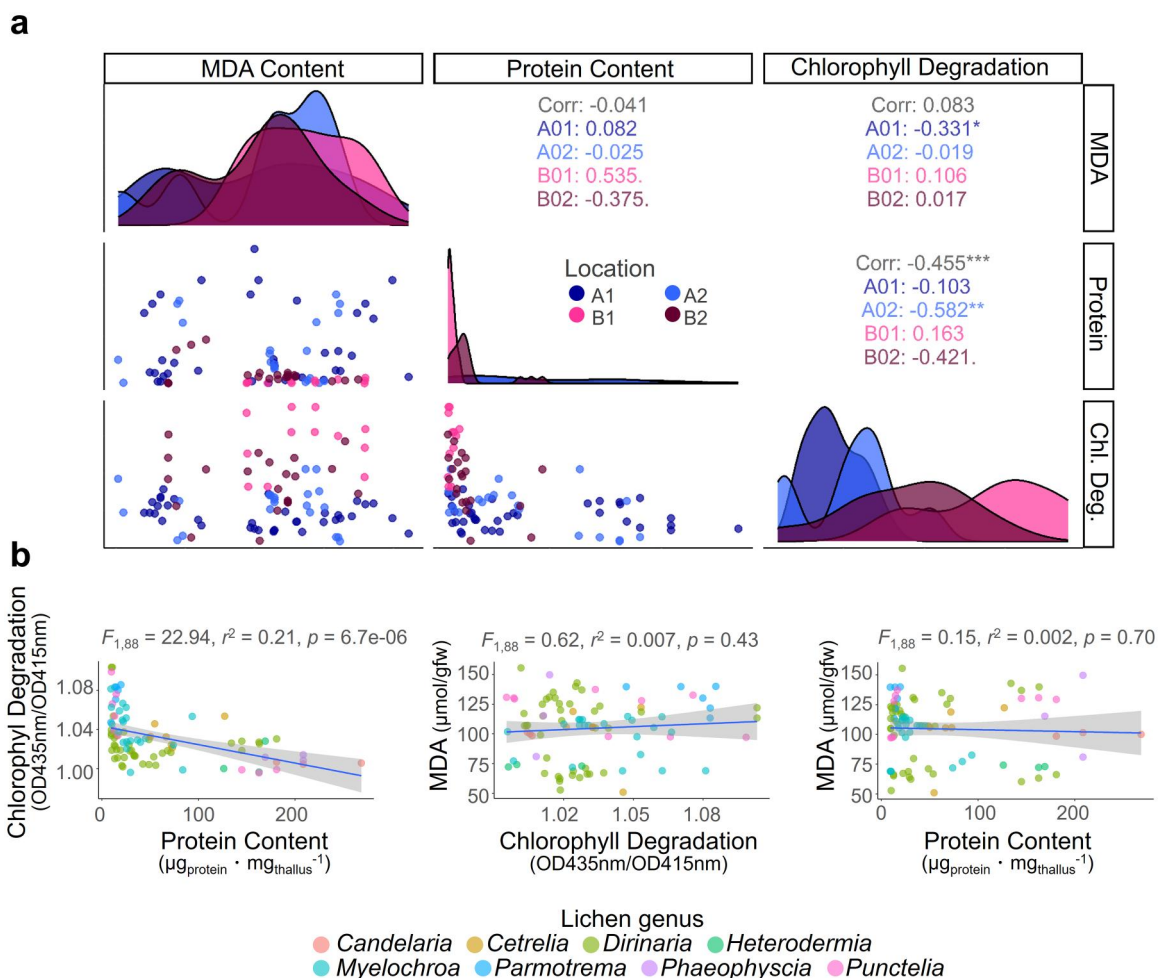 a
MDA Content Protein Content Chlorophyll Degradation
Corr: -0.041
A01: 0.082
A02: -0.025
B01: 0.535.
B02: -0.375.
Corr: 0.083
A01: -0.331*
A02: -0.019
B01: 0.106
B02: 0.017
MDA
Location
A1 A2
B1 B2
Corr: -0.455***
A01: -0.103
A02: -0.582**
B01: 0.163
B02: -0.421.
Protein
Chl. Deg.
b
F1,88 = 22.94, r² = 0.21, p = 6.7e-06
Chlorophyl Degradation
(OD435nm/OD415nm)
1.08
1.04
1.00
0 100 200
Protein Content
(µgprotein · mgthallus⁻¹)
F1,88 = 0.62, r² = 0.007, p = 0.43
MDA (µmol/gfw)
150
125
100
75
50
1.02 1.05 1.08
Chlorophyll Degradation
(OD435nm/OD415nm)
F1,88 = 0.15, r² = 0.002, p = 0.70
MDA (µmol/gfw)
150
125
100
75
50
0 100 200
Protein Content
(µgprotein · mgthallus⁻¹)
Lichen genus
Candelaria Cetrelia Dirinaria Heterodermia
Myelochroa Parmotrema Phaeophyscia Punctelia